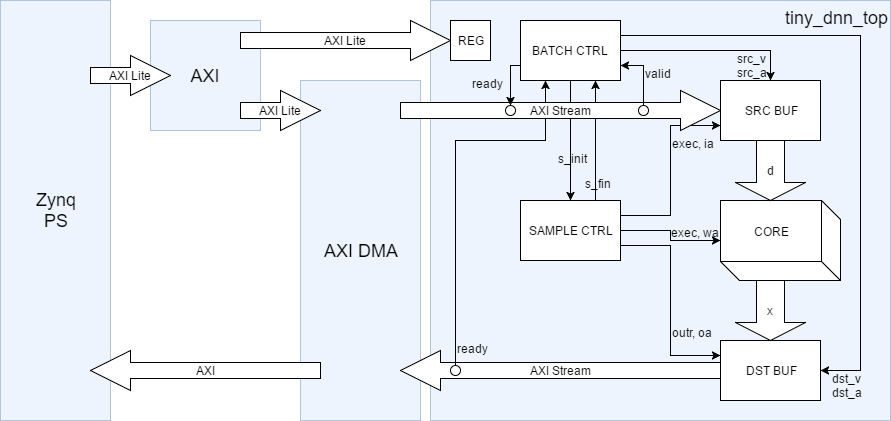 tiny_dnn_top
AXI Lite
REG
BATCH CTRL
src_v
src_a
AXI Lite
AXI
ready
valid
AXI Lite
AXI Stream
SRC BUF
exec, ia
s_init
d
s_fin
Zynq
PS
SAMPLE CTRL
exec, wa
CORE
AXI DMA
x
outr, oa
ready
AXI
AXI Stream
DST BUF
dst_v
dst_a